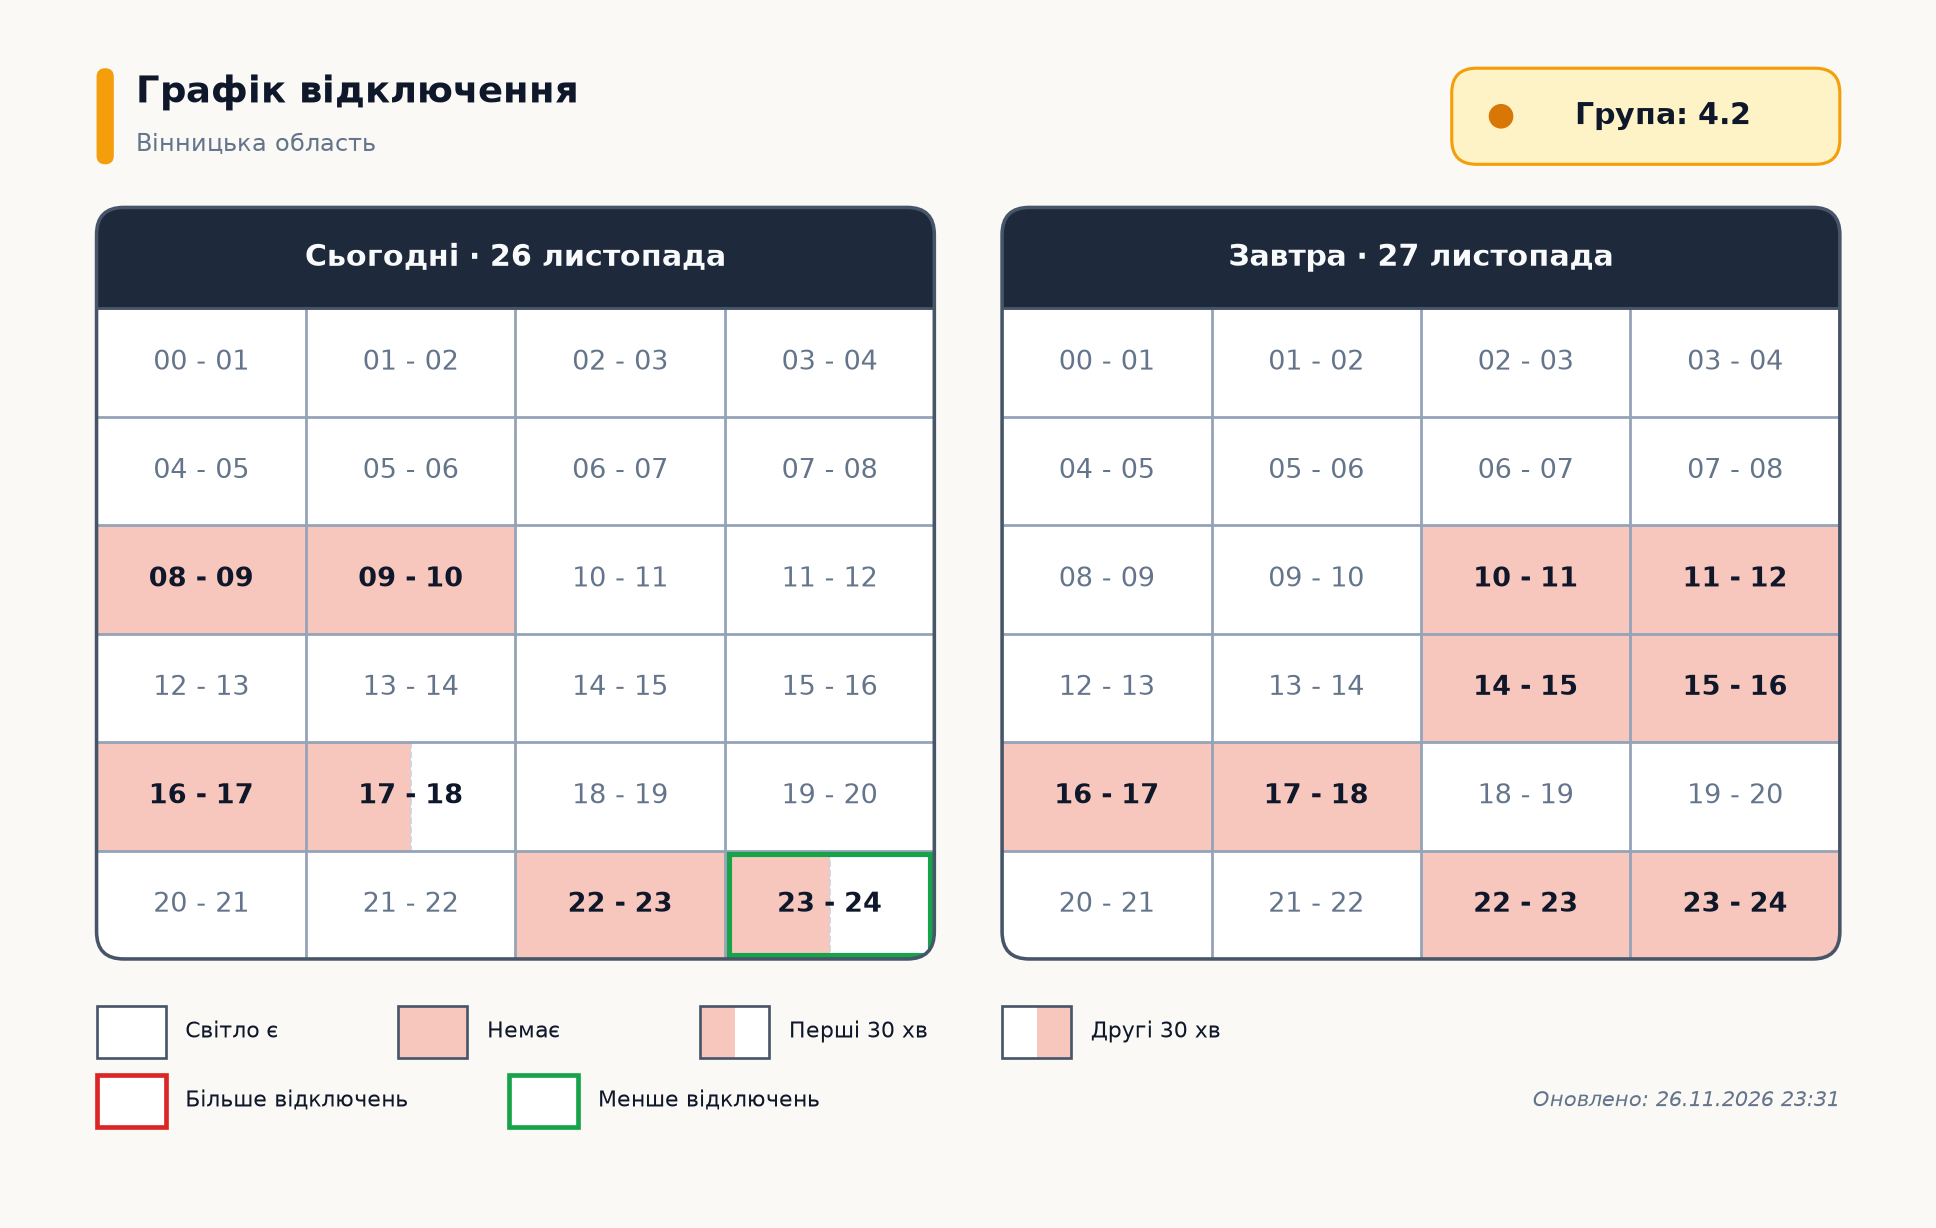 Графік відключення
Вінницька область
Група: 4.2
Сьогодні · 26 листопада
00 - 01 01 - 02 02 - 03 03 - 04
04 - 05 05 - 06 06 - 07 07 - 08
08 - 09 09 - 10 10 - 11 11 - 12
12 - 13 13 - 14 14 - 15 15 - 16
16 - 17 17 - 18 18 - 19 19 - 20
20 - 21 21 - 22 22 - 23 23 - 24
Завтра · 27 листопада
00 - 01 01 - 02 02 - 03 03 - 04
04 - 05 05 - 06 06 - 07 07 - 08
08 - 09 09 - 10 10 - 11 11 - 12
12 - 13 13 - 14 14 - 15 15 - 16
16 - 17 17 - 18 18 - 19 19 - 20
20 - 21 21 - 22 22 - 23 23 - 24
Світло є Немає Перші 30 хв Другі 30 хв
Більше відключень Менше відключень
Оновлено: 26.11.2026 23:31